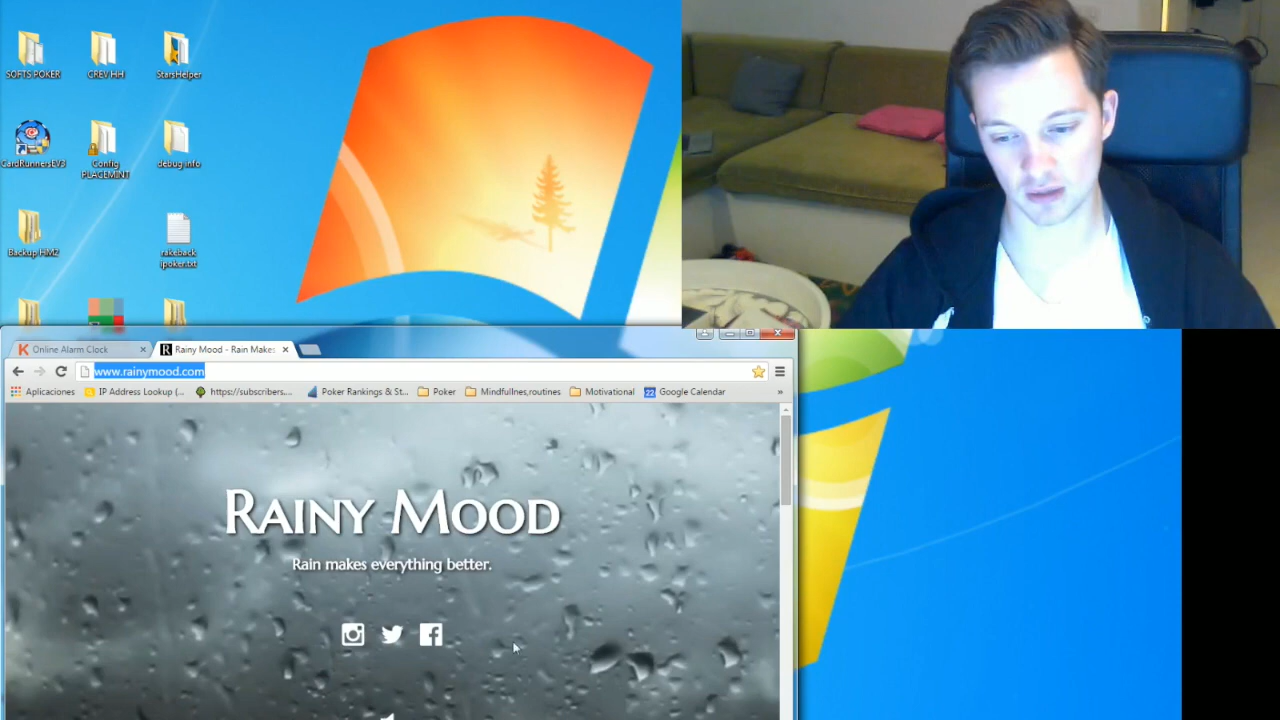 SOFTS POKER
CREV HH
StarsHelper
CardRunnersEV3
Config
PLAGEMINT
debug info
Backup HM2
rakeback
ipoker.txt
Online Alarm Clock
Rainy Mood - Rain Makes
www.rainymood.com
Aplicaciones
IP Address Lookup (...
https://subscribers....
Poker Rankings & St...
Poker
Mindfullnes,routines
Motivational
22
Google Calendar
»
RAINY MOOD
Rain makes everything better.